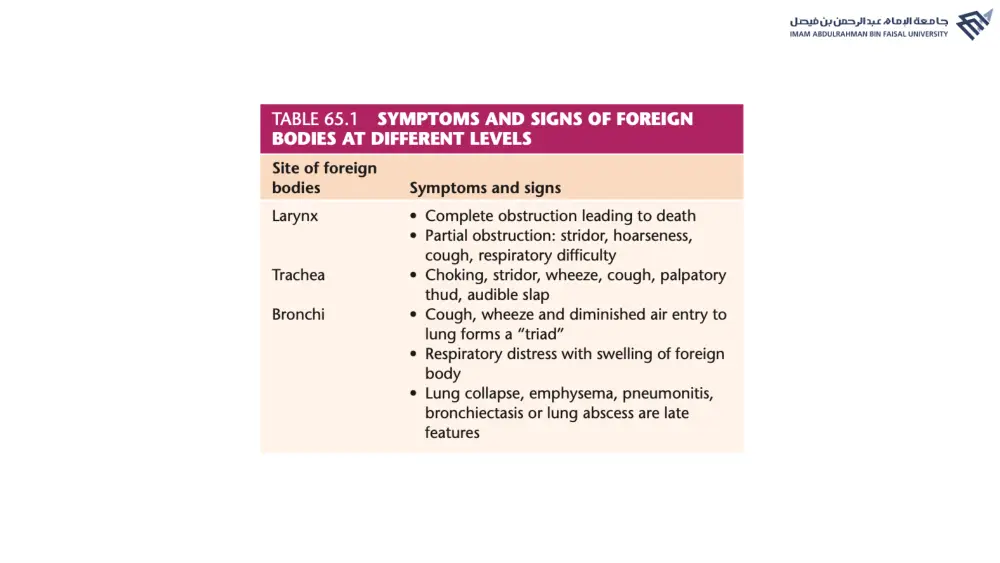 جامعة الإمام عبدالرحمن بن فيصل
IMAM ABDULRAHMAN BIN FAISAL UNIVERSITY
TABLE 65.1 SYMPTOMS AND SIGNS OF FOREIGN
BODIES AT DIFFERENT LEVELS
Site of foreign
bodies Symptoms and signs
Larynx • Complete obstruction leading to death
• Partial obstruction: stridor, hoarseness,
cough, respiratory difficulty
Trachea • Choking, stridor, wheeze, cough, palpatory
thud, audible slap
Bronchi • Cough, wheeze and diminished air entry to
lung forms a “triad”
• Respiratory distress with swelling of foreign
body
• Lung collapse, emphysema, pneumonitis,
bronchiectasis or lung abscess are late
features